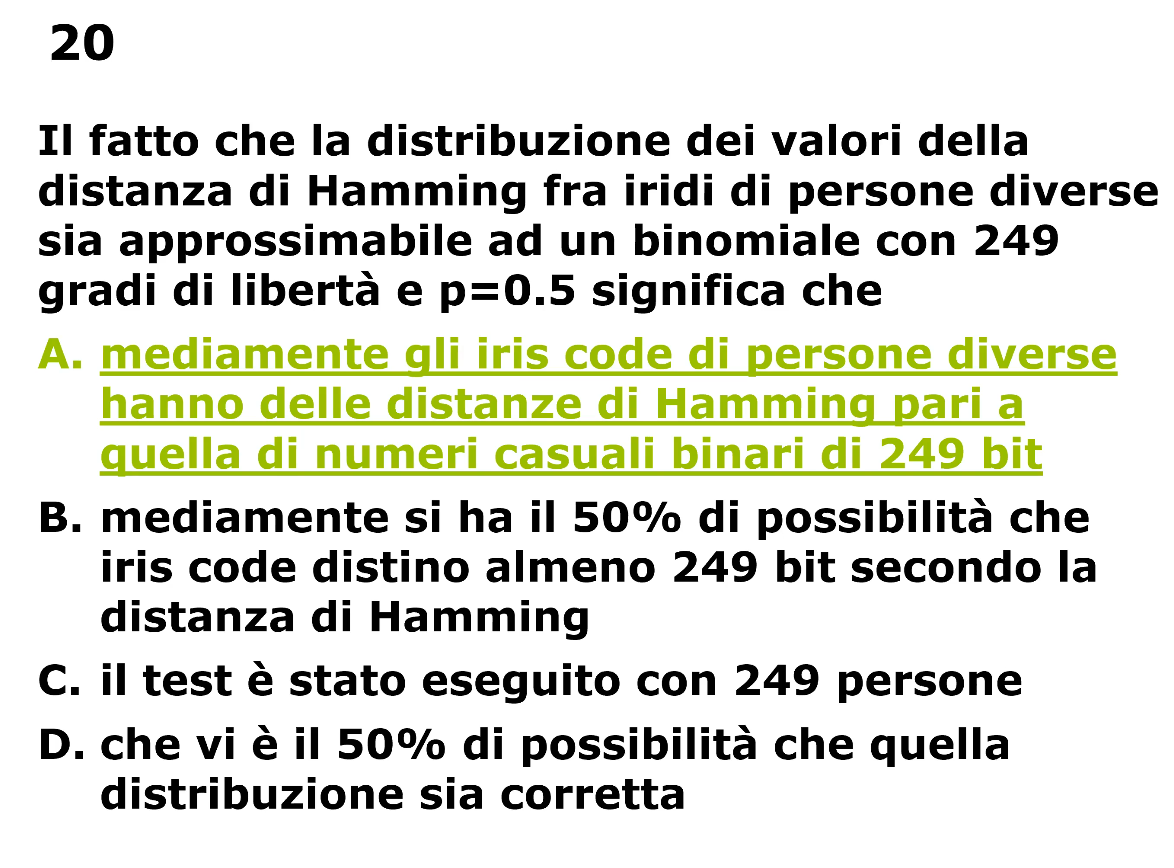 20
Il fatto che la distribuzione dei valori della
distanza di Hamming fra iridi di persone diverse
sia approssimabile ad un binomiale con 249
gradi di libertà e p=0.5 significa che
A. mediamente gli iris code di persone diverse
hanno delle distanze di Hamming pari a
quella di numeri casuali binari di 249 bit
B. mediamente si ha il 50% di possibilità che
iris code distino almeno 249 bit secondo la
distanza di Hamming
C. il test è stato eseguito con 249 persone
D. che vi è il 50% di possibilità che quella
distribuzione sia corretta